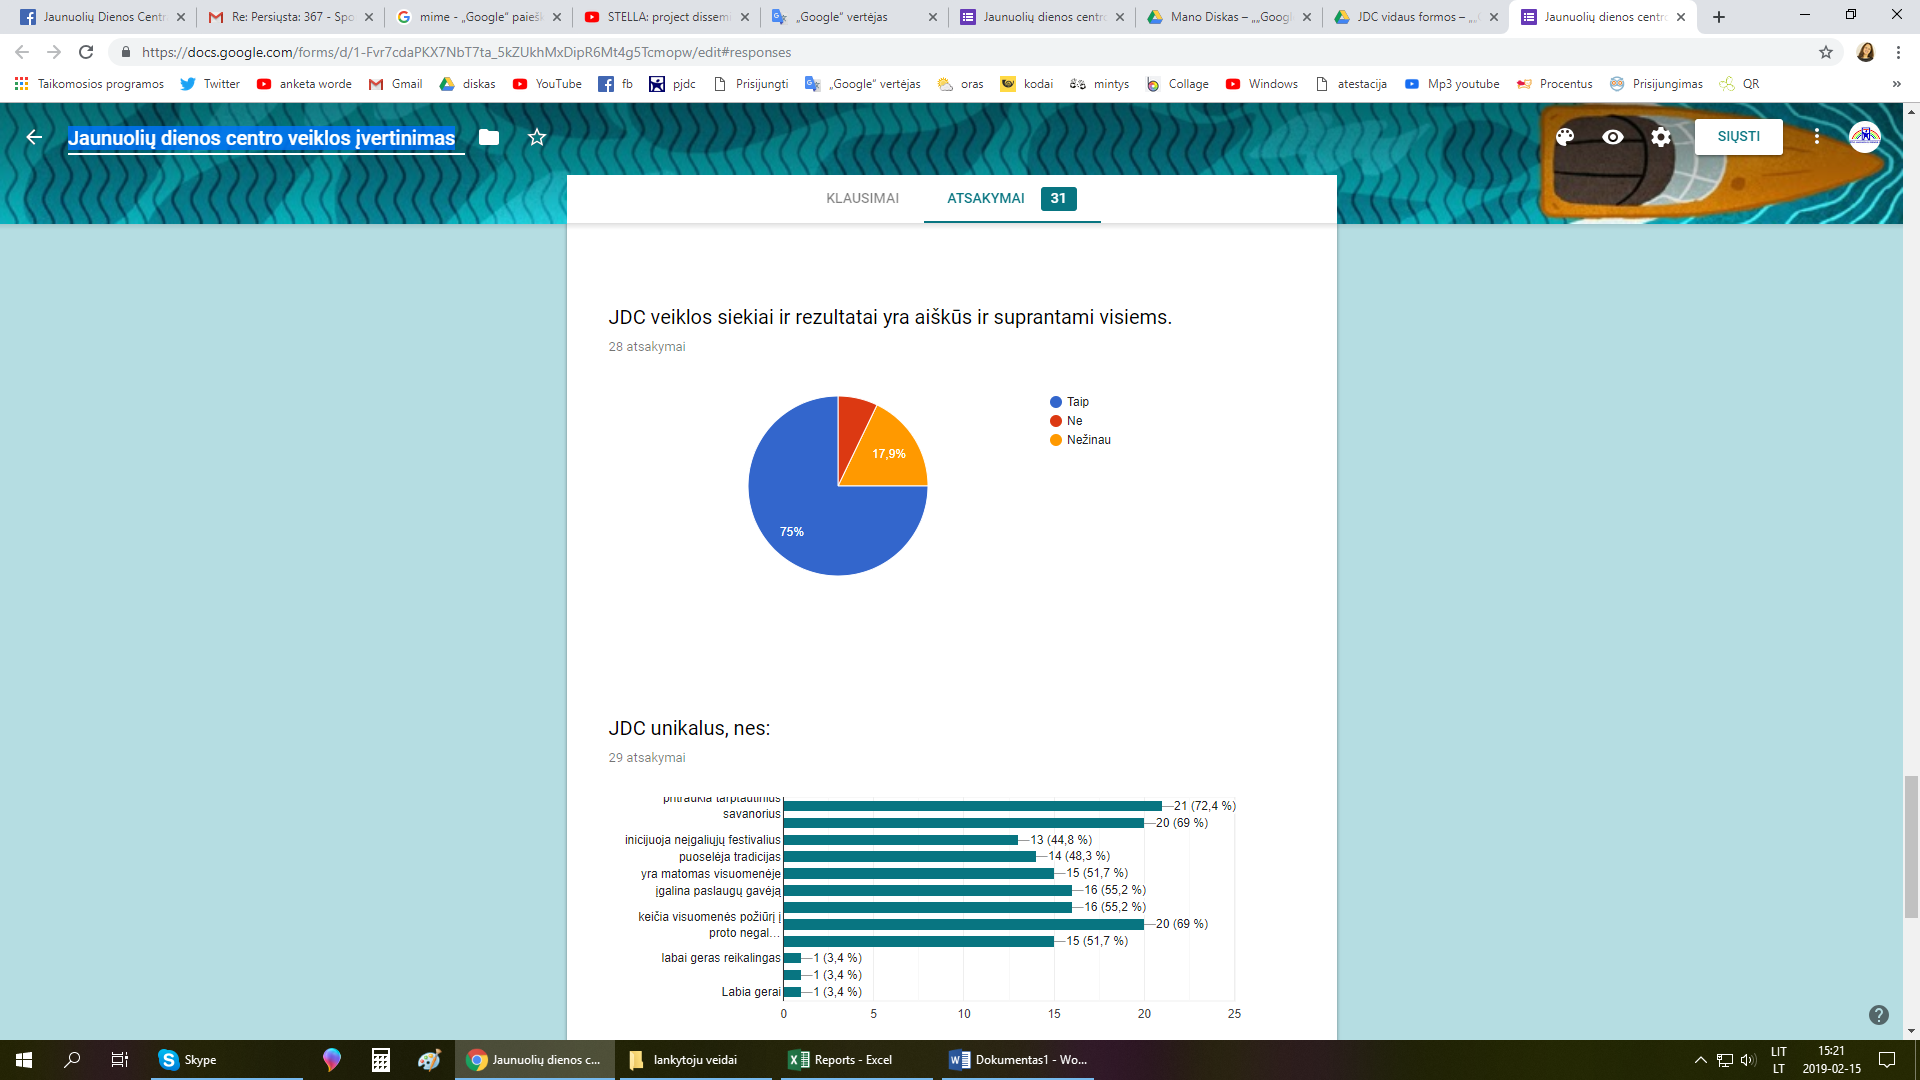 Jaunuolių Dienos Centr
Re: Persiųsta: 367 - Spo
mime - „Google“ paiešk
STELLA: project dissemi
„Google“ vertėjas
Jaunuolių dienos centro
Mano Diskas – „„Googl
JDC vidaus formos – „
Jaunuolių dienos centro
https://docs.google.com/forms/d/1-Fvr7cdaPKX7NbT7ta_5kZUkhMxDipR6Mt4g5Tcmopw/edit#responses
Taikomosios programos
Twitter
anketa worde
Gmail
diskas
YouTube
fb
pjdc
Prisijungti
„Google“ vertėjas
oras
kodai
mintys
Collage
Windows
atestacija
Mp3 youtube
Procentus
Prisijungimas
QR
»
Jaunuolių dienos centro veiklos įvertinimas
SIŲSTI
KLAUSIMAI
ATSAKYMAI 31
JDC veiklos siekiai ir rezultatai yra aiškūs ir suprantami visiems.
28 atsakymai
Taip
Ne
Nežinau
17,9%
75%
JDC unikalus, nes:
29 atsakymai
pritraukia tarptautinius
savanorius
21 (72,4 %)
20 (69 %)
inicijuoja neįgaliųjų festivalius 13 (44,8 %)
puoselėja tradicijas 14 (48,3 %)
yra matomas visuomenėje 15 (51,7 %)
įgalina paslaugų gavėją 16 (55,2 %)
16 (55,2 %)
keičia visuomenės požiūrį į
proto negal...
20 (69 %)
15 (51,7 %)
labai geras reikalingas 1 (3,4 %)
1 (3,4 %)
Labia gerai 1 (3,4 %)
0 5 10 15 20 25
Skype
Jaunuolių dienos c...
lankytoju veidai
Reports - Excel
Dokumentas1 - Wo...
LIT
LT
15:21
2019-02-15